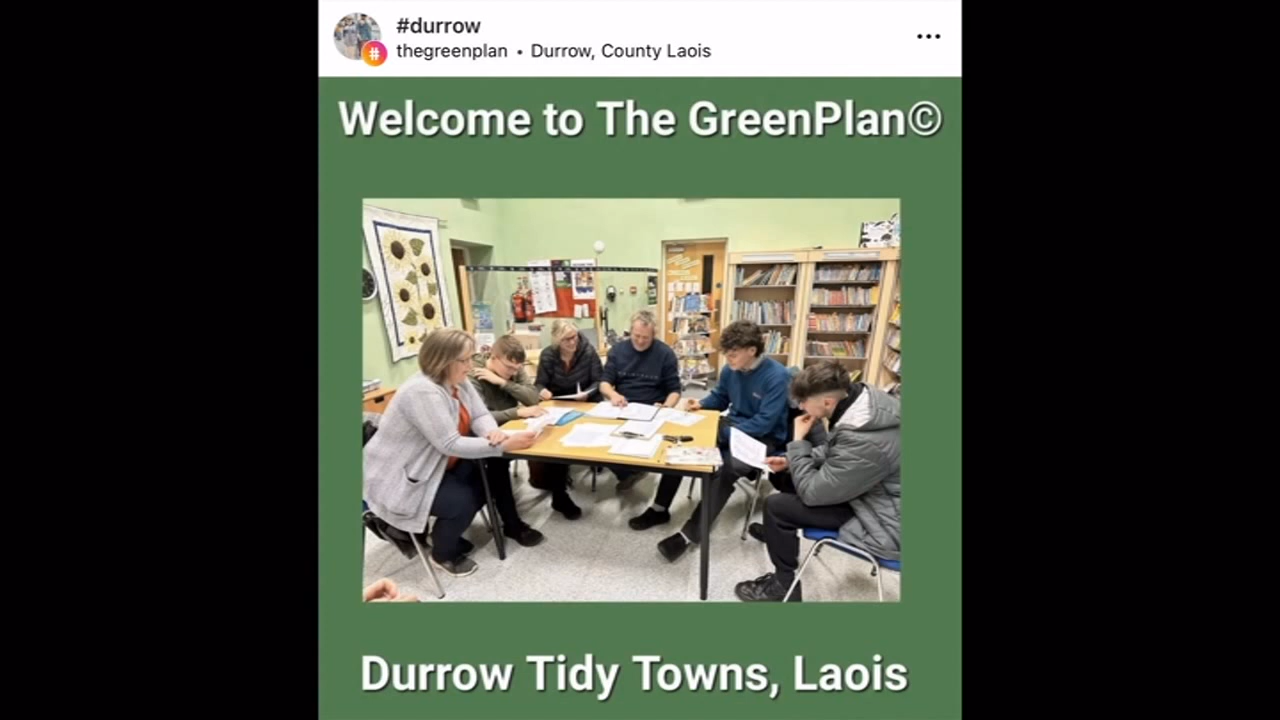 #durrow
thegreenplan • Durrow, County Laois
Welcome to The GreenPlan©
Durrow Tidy Towns, Laois